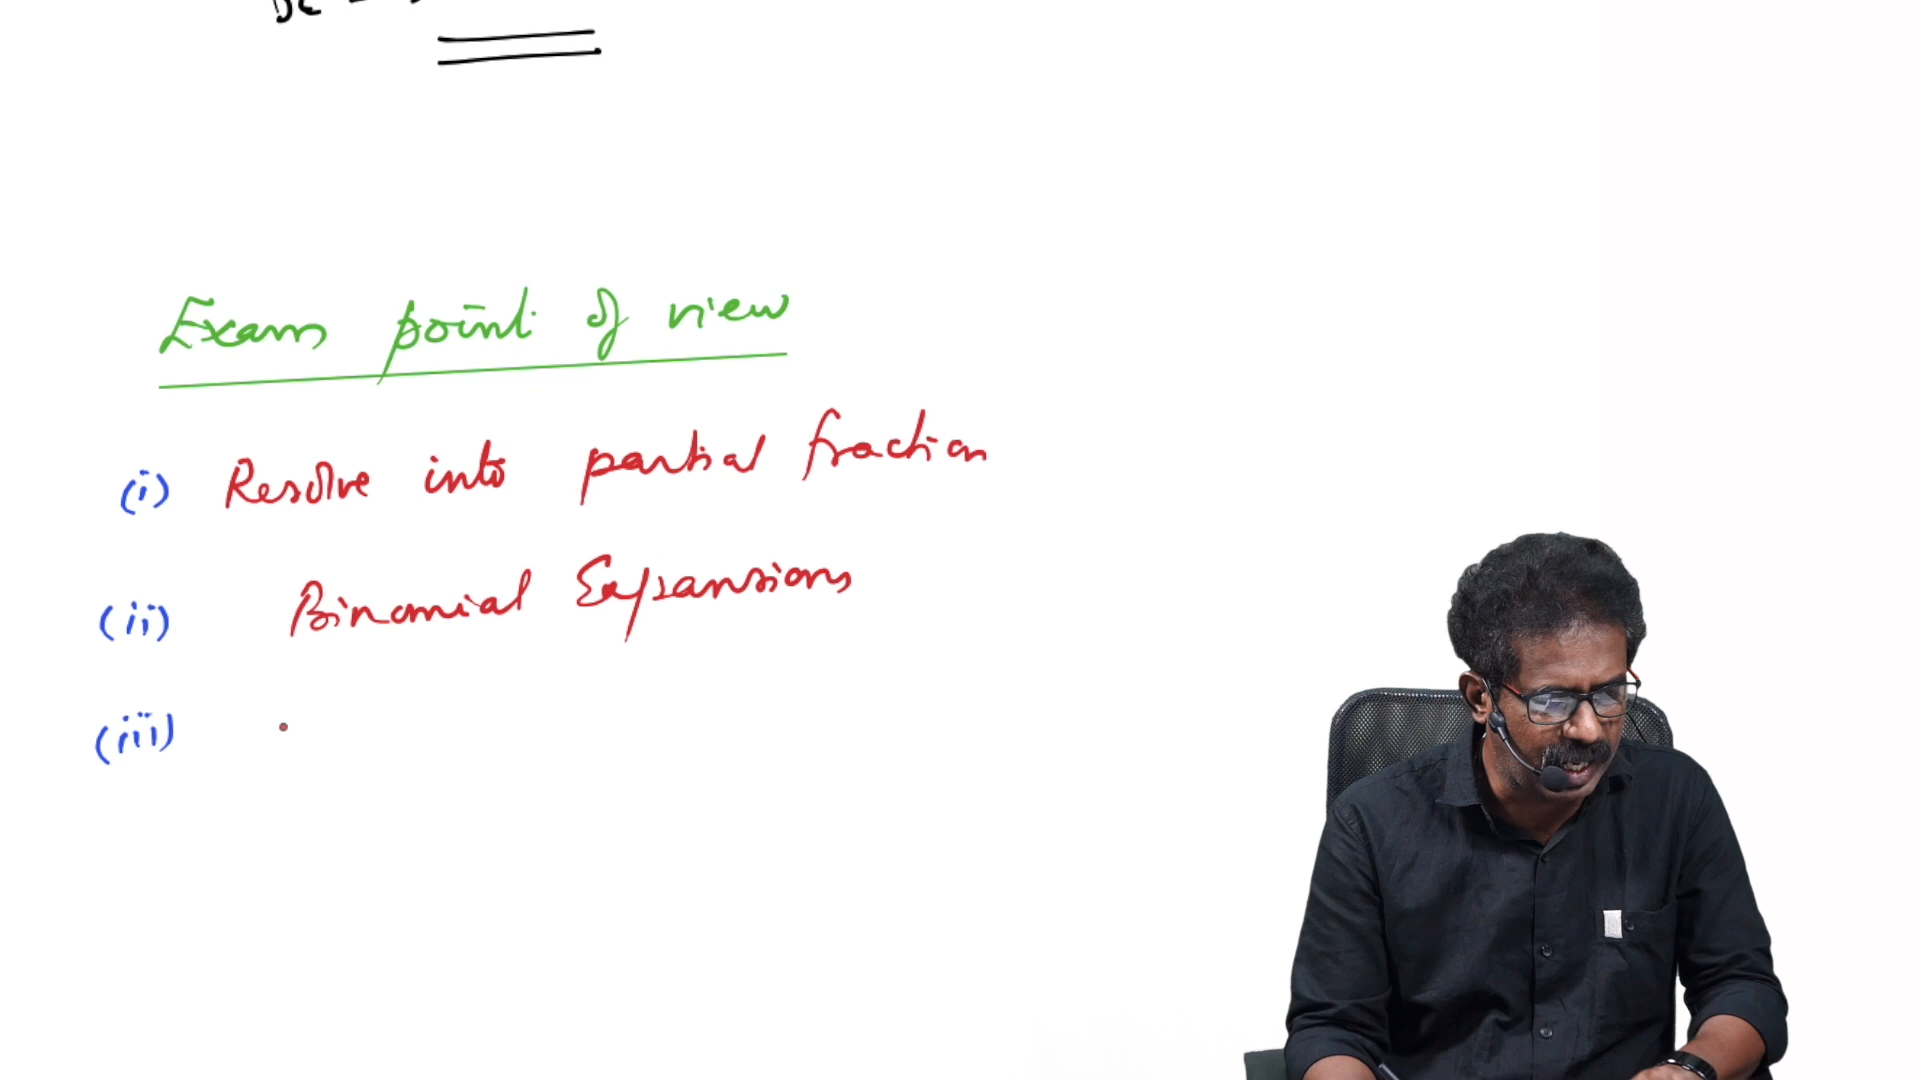 Exam point of view
(i) Resolve into partial fraction
(ii) Binomial Expansions
(iii)